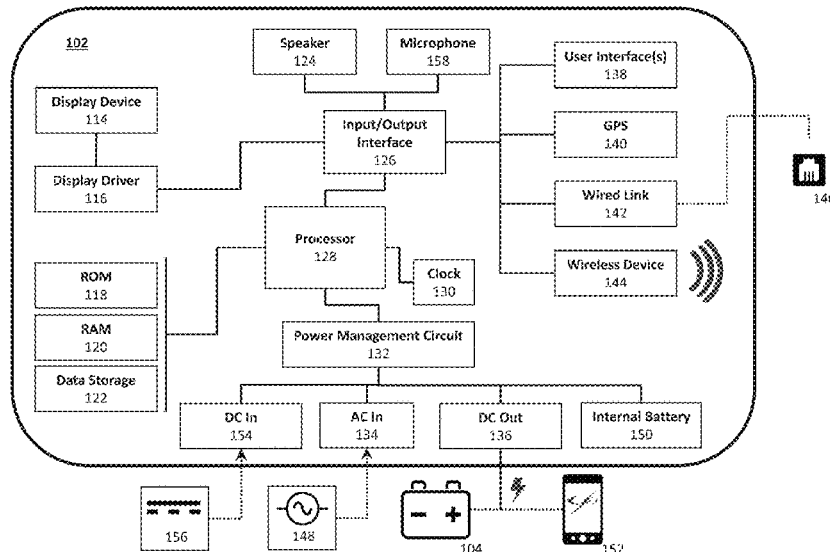 102
Speaker
124
Microphone
158
User Interface(s)
138
Display Device
114
Input/Output
Interface
126
GPS
140
Display Driver
116
Wired Link
142
Processor
128
Clock
130
Wireless Device
144
ROM
118
RAM
120
Data Storage
122
Power Management Circuit
132
DC In
154
AC In
134
DC Out
136
Internal Battery
150
156
148
104
152